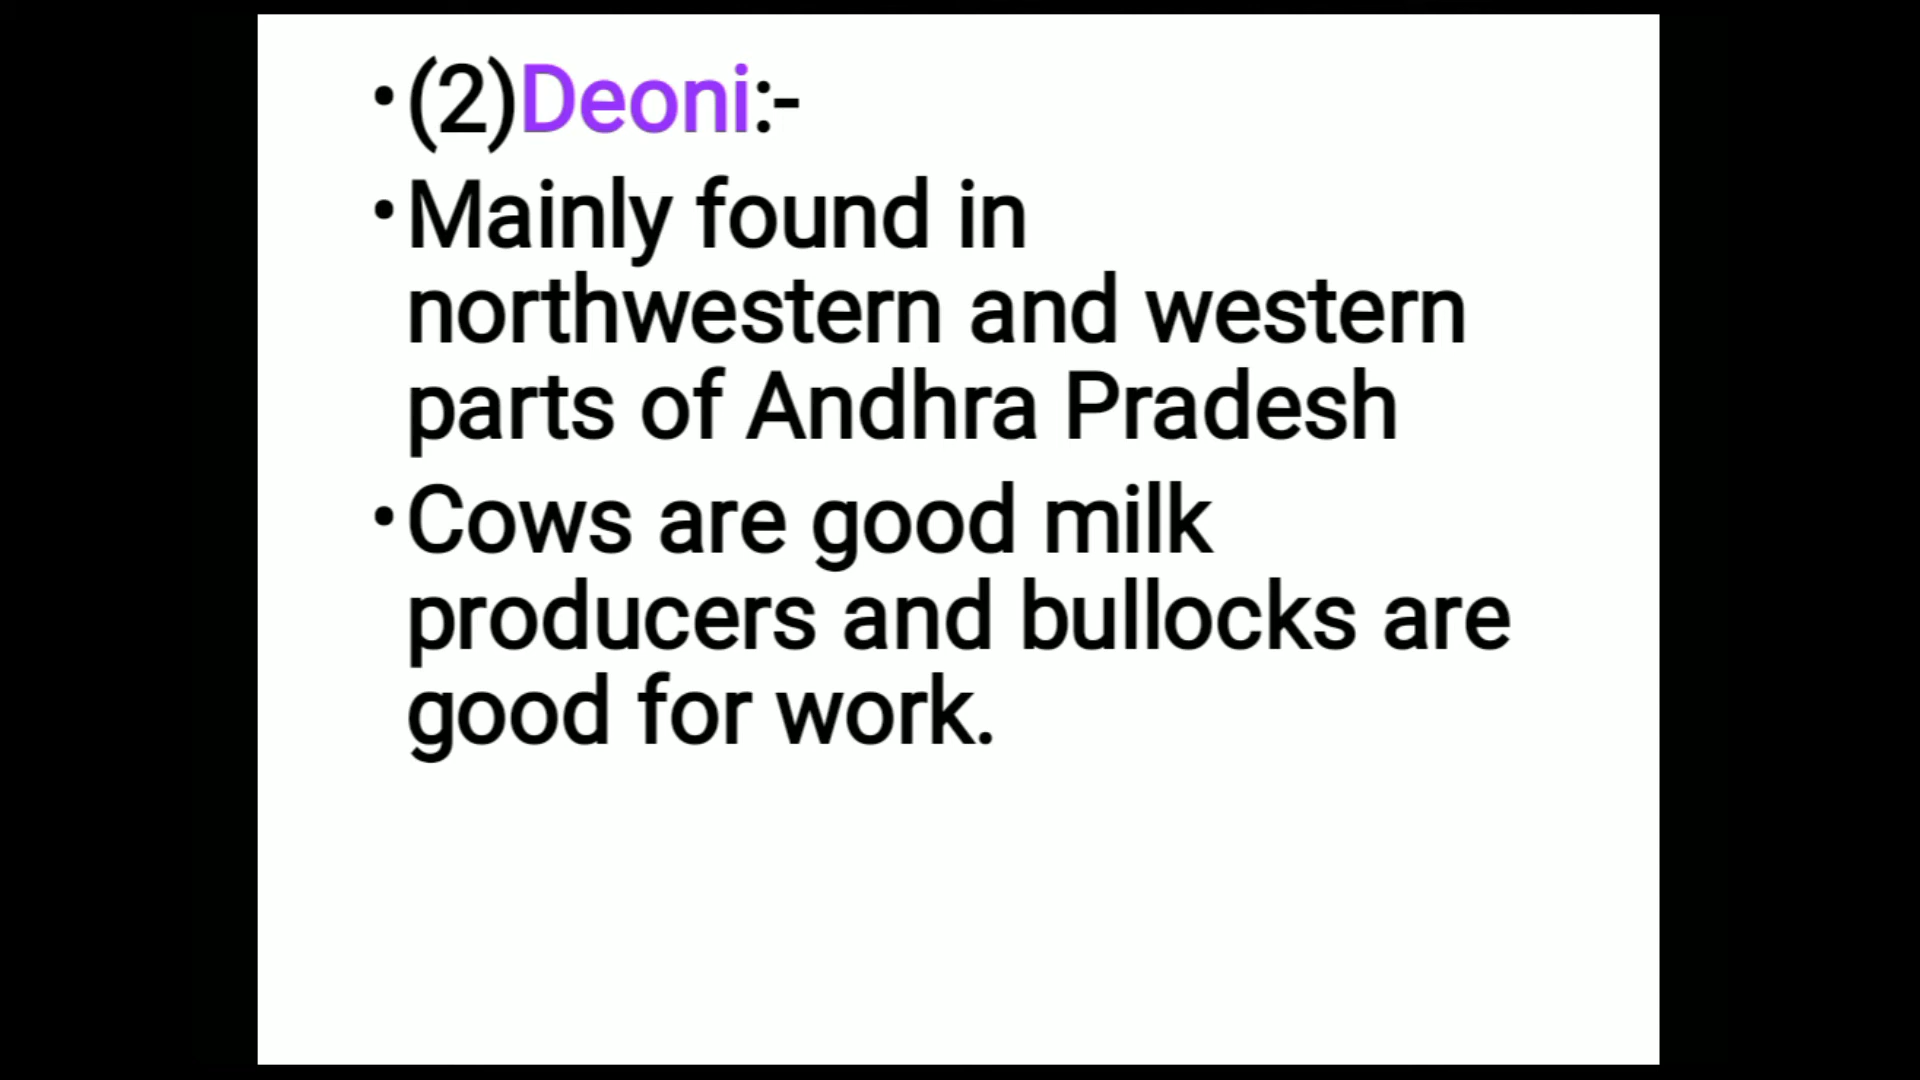 •(2)Deoni:-
•Mainly found in
northwestern and western
parts of Andhra Pradesh
•Cows are good milk
producers and bullocks are
good for work.